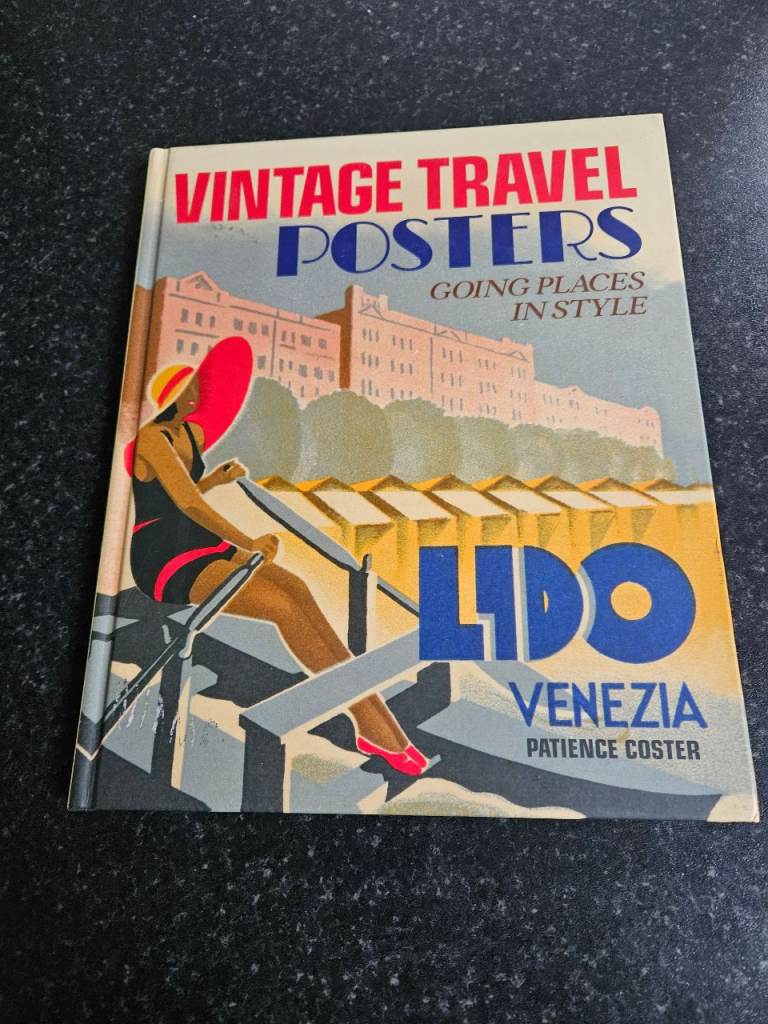 VINTAGE TRAVEL
POSTERS
GOING PLACES
IN STYLE
LIDO
VENEZIA
PATIENCE COSTER